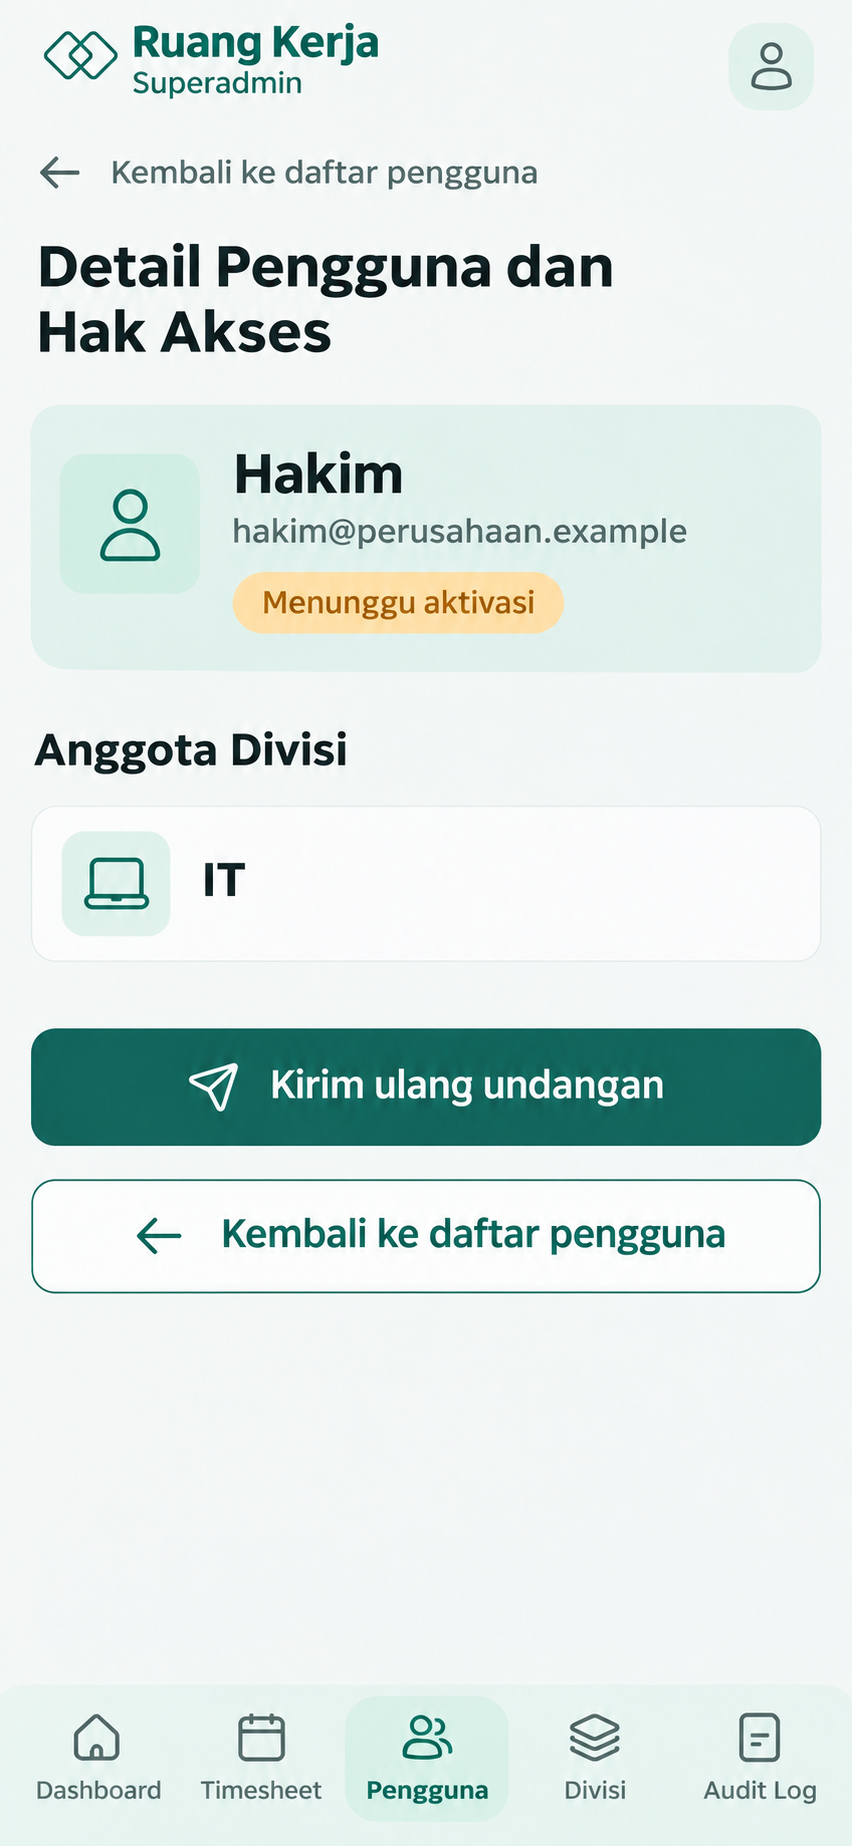 Ruang Kerja
Superadmin
Kembali ke daftar pengguna
Detail Pengguna dan
Hak Akses
Hakim
hakim@perusahaan.example
Menunggu aktivasi
Anggota Divisi
IT
Kirim ulang undangan
Kembali ke daftar pengguna
Dashboard
Timesheet
Pengguna
Divisi
Audit Log